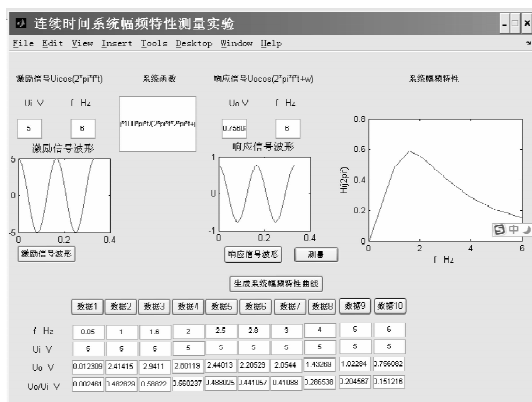 连续时间系统幅频特性测量实验
File Edit View Insert Tools Desktop Window Help
激励信号Uicos(2*pi*f*t) 系统函数 响应信号Uocos(2*pi*f*t+w) 系统幅频特性
Ui V f Hz Uo V f Hz
5 6 6
激励信号波形 响应信号波形
5 0 -5
0 0.2 0.4
1 0 -1
0 0.2 0.4
0.8 0.6 0.4 0.2 0
0 2 4 6
f Hz
激励信号波形 响应信号波形 测量
中
生成系统幅频特性曲线
数据1 数据2 数据3 数据4 数据5 数据6 数据7 数据8 数据9 数据10
f Hz 0.05 1 1.6 2 2.5 2.8 3 4 5 6
Ui V 5 5 5 5 5 5 5 5 5 5
Uo V 0.012309 2.41415 2.9411 2.80119 2.44013 2.20529 2.0544 1.43269 1.02284 0.756082
Uo/Ui V 0.002461 0.482829 0.58822 0.560237 0.488025 0.441057 0.41088 0.286538 0.204567 0.151216